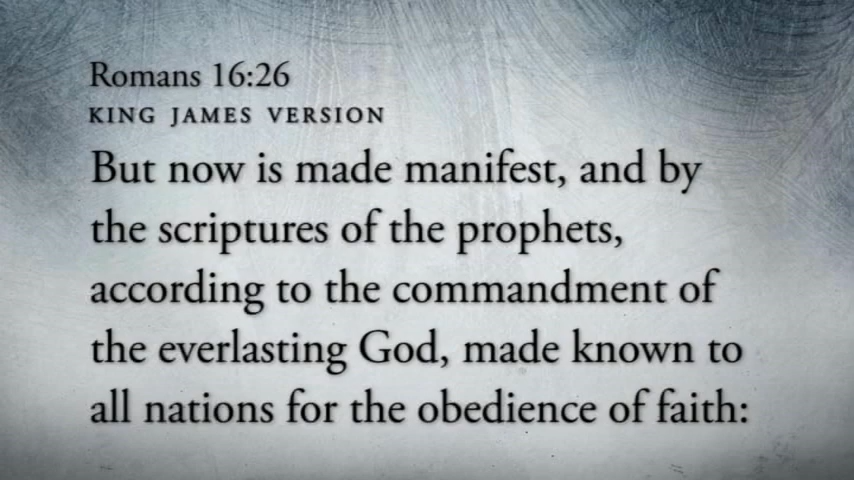 Romans 16:26
KING JAMES VERSION
But now is made manifest, and by
the scriptures of the prophets,
according to the commandment of
the everlasting God, made known to
all nations for the obedience of faith: